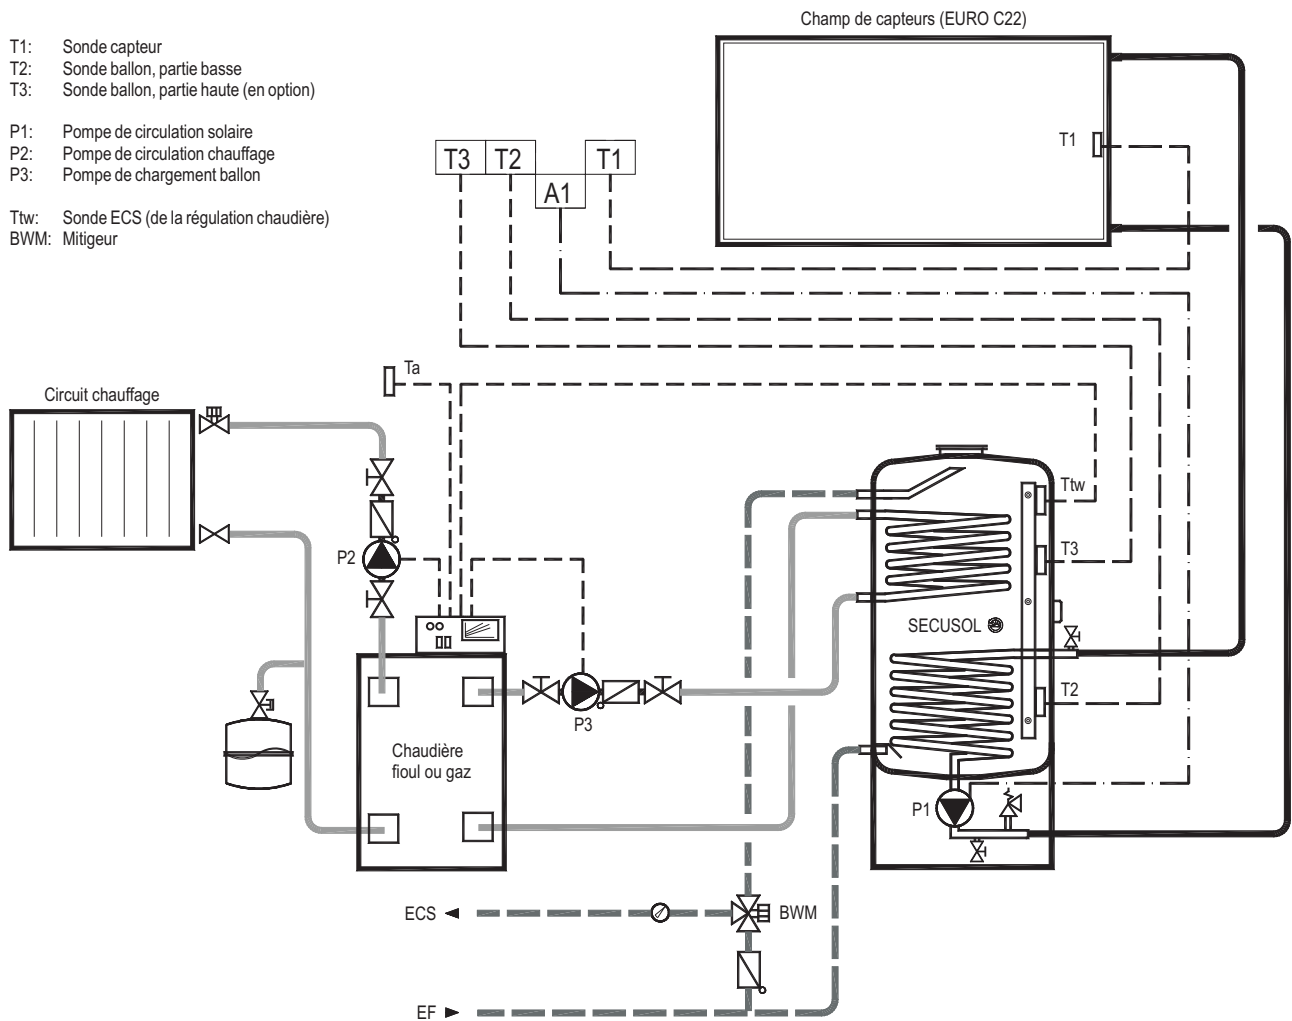 Champ de capteurs (EURO C22)
T1: Sonde capteur
T2: Sonde ballon, partie basse
T3: Sonde ballon, partie haute (en option)
P1: Pompe de circulation solaire
P2: Pompe de circulation chauffage
P3: Pompe de chargement ballon
Ttw: Sonde ECS (de la régulation chaudière)
BWM: Mitigeur
T1
T3 T2 T1
A1
Ta
Circuit chauffage
Ttw
T3
P2
SECUSOL
T2
P3
Chaudière
fioul ou gaz
P1
ECS
BWM
EF